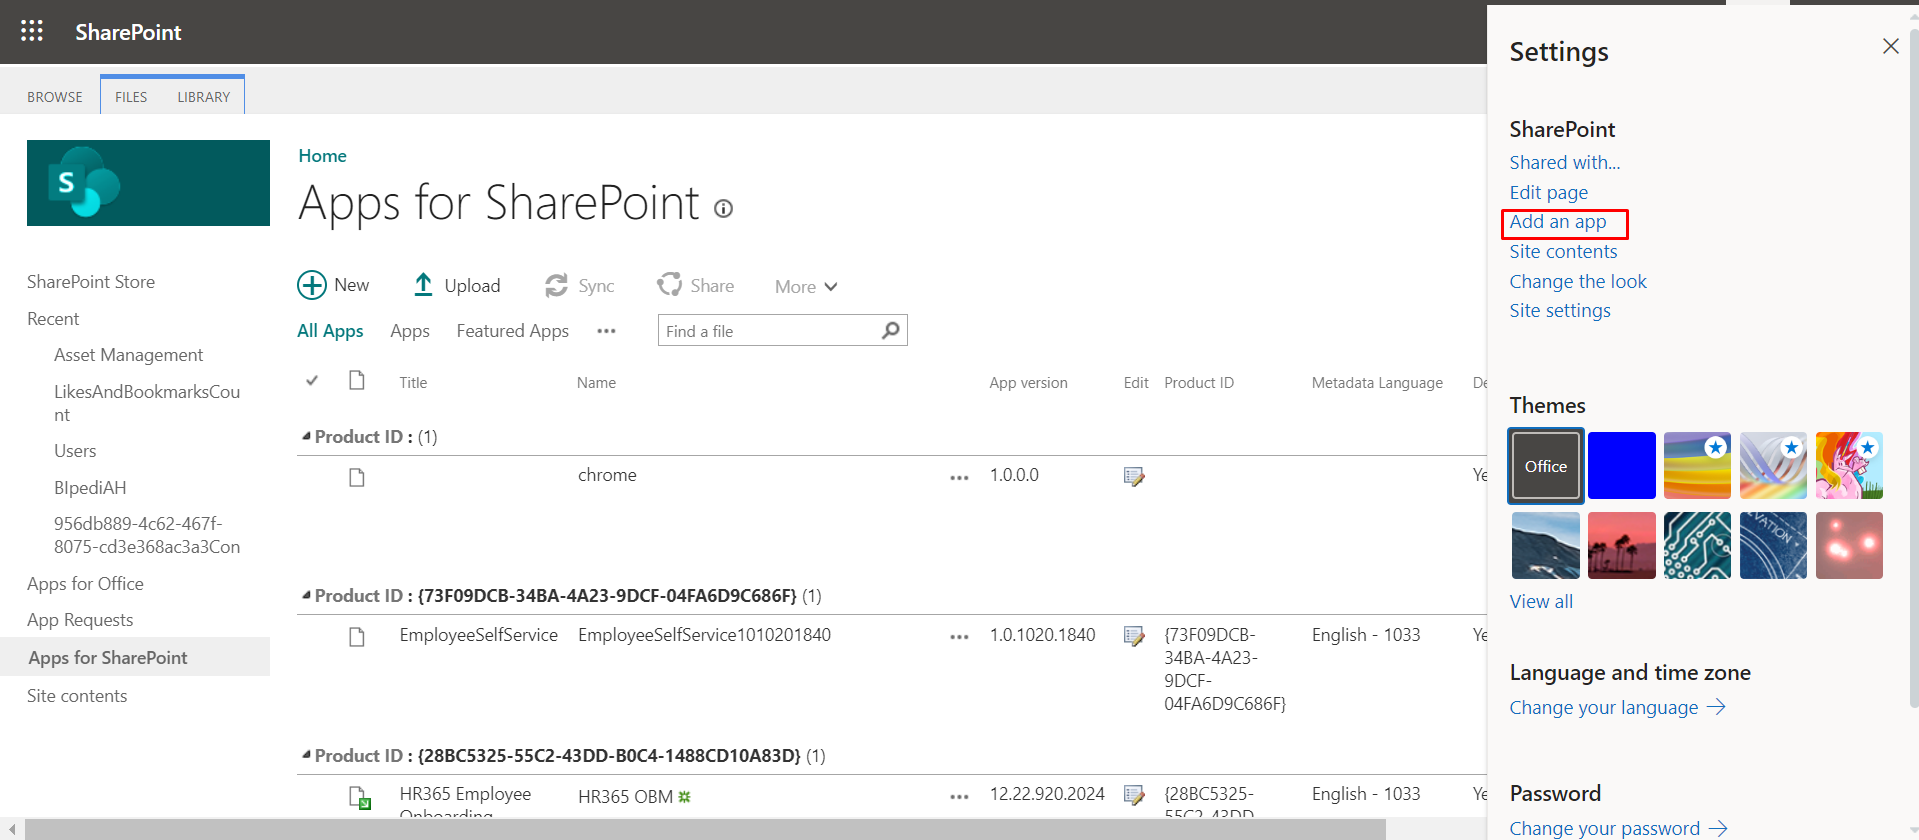 SharePoint
BROWSE
FILES
LIBRARY
S
Home
Apps for SharePoint
SharePoint Store
Recent
Asset Management
LikesAndBookmarksCou
nt
Users
BIpediAH
956db889-4c62-467f-
8075-cd3e368ac3a3Con
Apps for Office
App Requests
Apps for SharePoint
Site contents
New
Upload
Sync
Share
More
All Apps
Apps
Featured Apps
Find a file
Title
Name
App version
Edit
Product ID
Metadata Language
De
Product ID : (1)
chrome
1.0.0.0
Ye
Product ID : {73F09DCB-34BA-4A23-9DCF-04FA6D9C686F} (1)
EmployeeSelfService
EmployeeSelfService1010201840
1.0.1020.1840
{73F09DCB-
34BA-4A23-
9DCF-
04FA6D9C686F}
English - 1033
Ye
Product ID : {28BC5325-55C2-43DD-B0C4-1488CD10A83D} (1)
HR365 Employee
Onboarding
HR365 OBM
12.22.920.2024
{28BC5325-
55C2-43DD-
English - 1033
Ye
Settings
SharePoint
Shared with...
Edit page
Add an app
Site contents
Change the look
Site settings
Themes
Office
View all
Language and time zone
Change your language
Password
Change your password